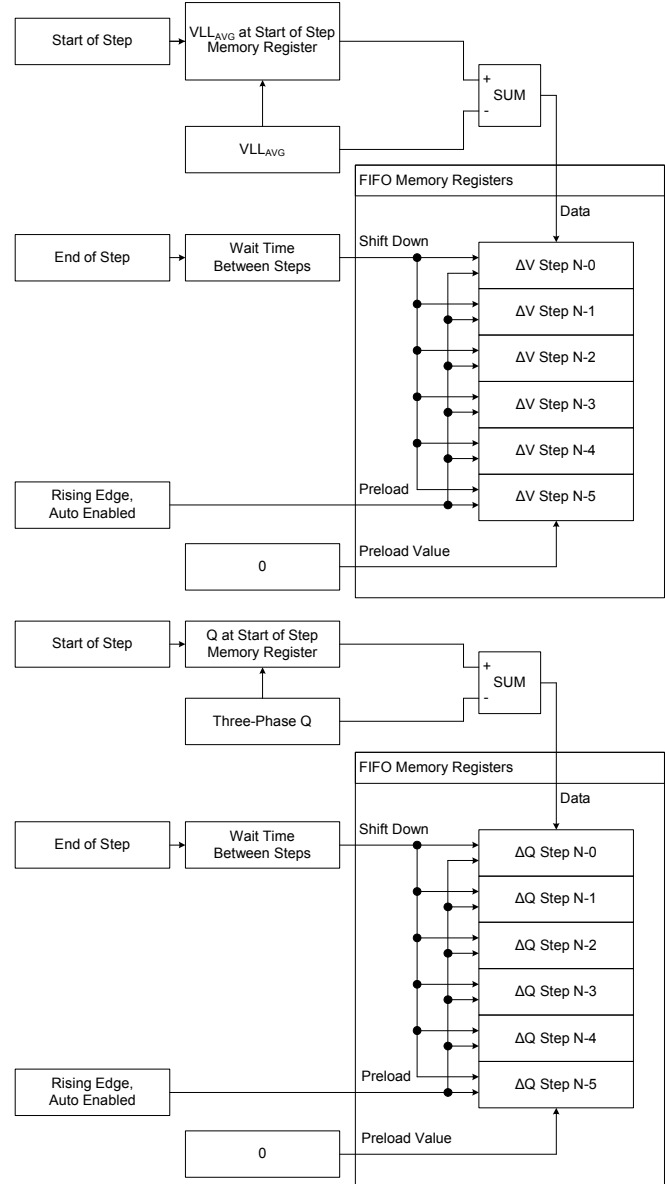 Start of Step
VLLAVG at Start of Step
Memory Register
+
SUM
-
VLLAVG
FIFO Memory Registers
Data
End of Step
Wait Time
Between Steps
Shift Down
ΔV Step N-0
ΔV Step N-1
ΔV Step N-2
ΔV Step N-3
ΔV Step N-4
ΔV Step N-5
Rising Edge,
Auto Enabled
Preload
0
Preload Value
Start of Step
Q at Start of Step
Memory Register
+
SUM
-
Three-Phase Q
FIFO Memory Registers
Data
End of Step
Wait Time
Between Steps
Shift Down
ΔQ Step N-0
ΔQ Step N-1
ΔQ Step N-2
ΔQ Step N-3
ΔQ Step N-4
ΔQ Step N-5
Rising Edge,
Auto Enabled
Preload
0
Preload Value